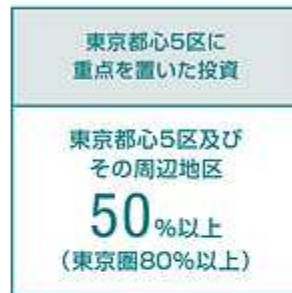 東京都心5区に
重点を置いた投資
東京都心5区及び
その周辺地区
50%以上
(東京圏80%以上)